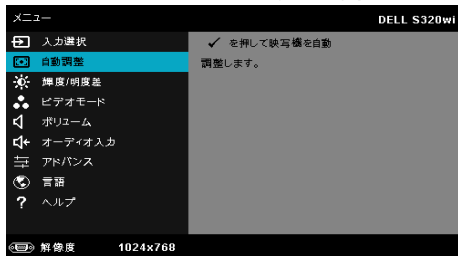 メニュー DELL S320wi
入力選択
自動調整
輝度/明度差
ビデオモード
ボリューム
オーディオ入力
アドバンス
言語
? ヘルプ
✓ を押して映写機を自動
調整します。
解像度 1024x768